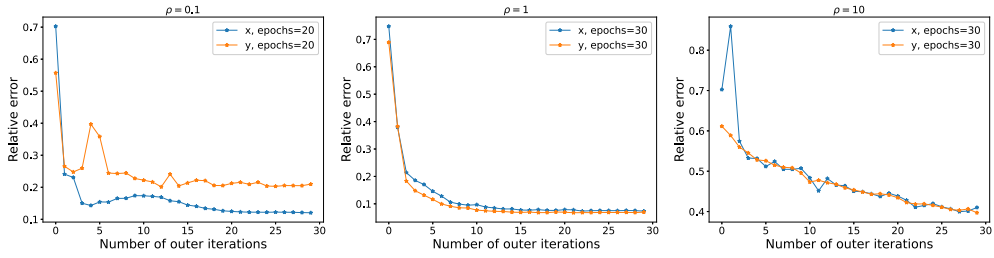 ρ = 0.1
Relative error
0.7
0.6
0.5
0.4
0.3
0.2
0.1
x, epochs=20
y, epochs=20
0 5 10 15 20 25 30
Number of outer iterations
ρ = 1
Relative error
0.7
0.6
0.5
0.4
0.3
0.2
0.1
x, epochs=30
y, epochs=30
0 5 10 15 20 25 30
Number of outer iterations
ρ = 10
Relative error
0.8
0.7
0.6
0.5
0.4
x, epochs=30
y, epochs=30
0 5 10 15 20 25 30
Number of outer iterations